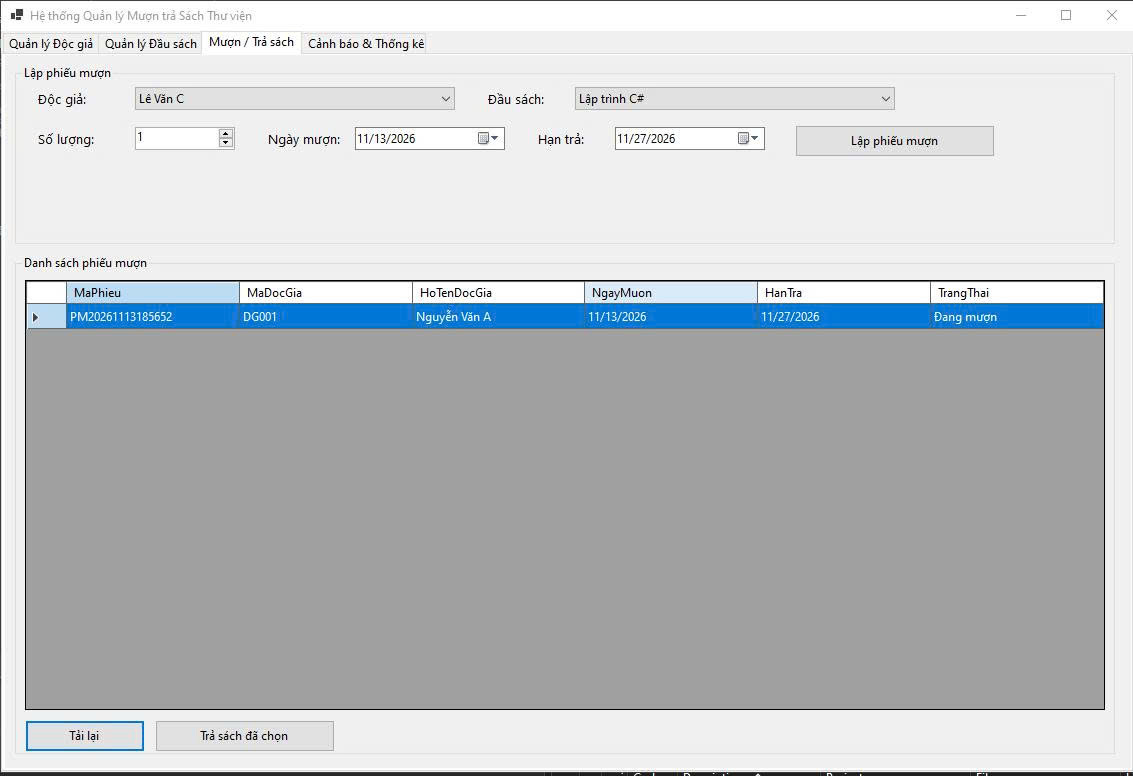 Hệ thống Quản lý Mượn trả Sách Thư viện
Quản lý Độc giả Quản lý Đầu sách Mượn / Trả sách Cảnh báo & Thống kê
Lập phiếu mượn
Độc giả: Lê Văn C Đầu sách: Lập trình C#
Số lượng: 1 Ngày mượn: 11/13/2026 Hạn trả: 11/27/2026 Lập phiếu mượn
Danh sách phiếu mượn
MaPhieu MaDocGia HoTenDocGia NgayMuon HanTra TrangThai
PM20261113185652 DG001 Nguyễn Văn A 11/13/2026 11/27/2026 Đang mượn
Tải lại Trả sách đã chọn